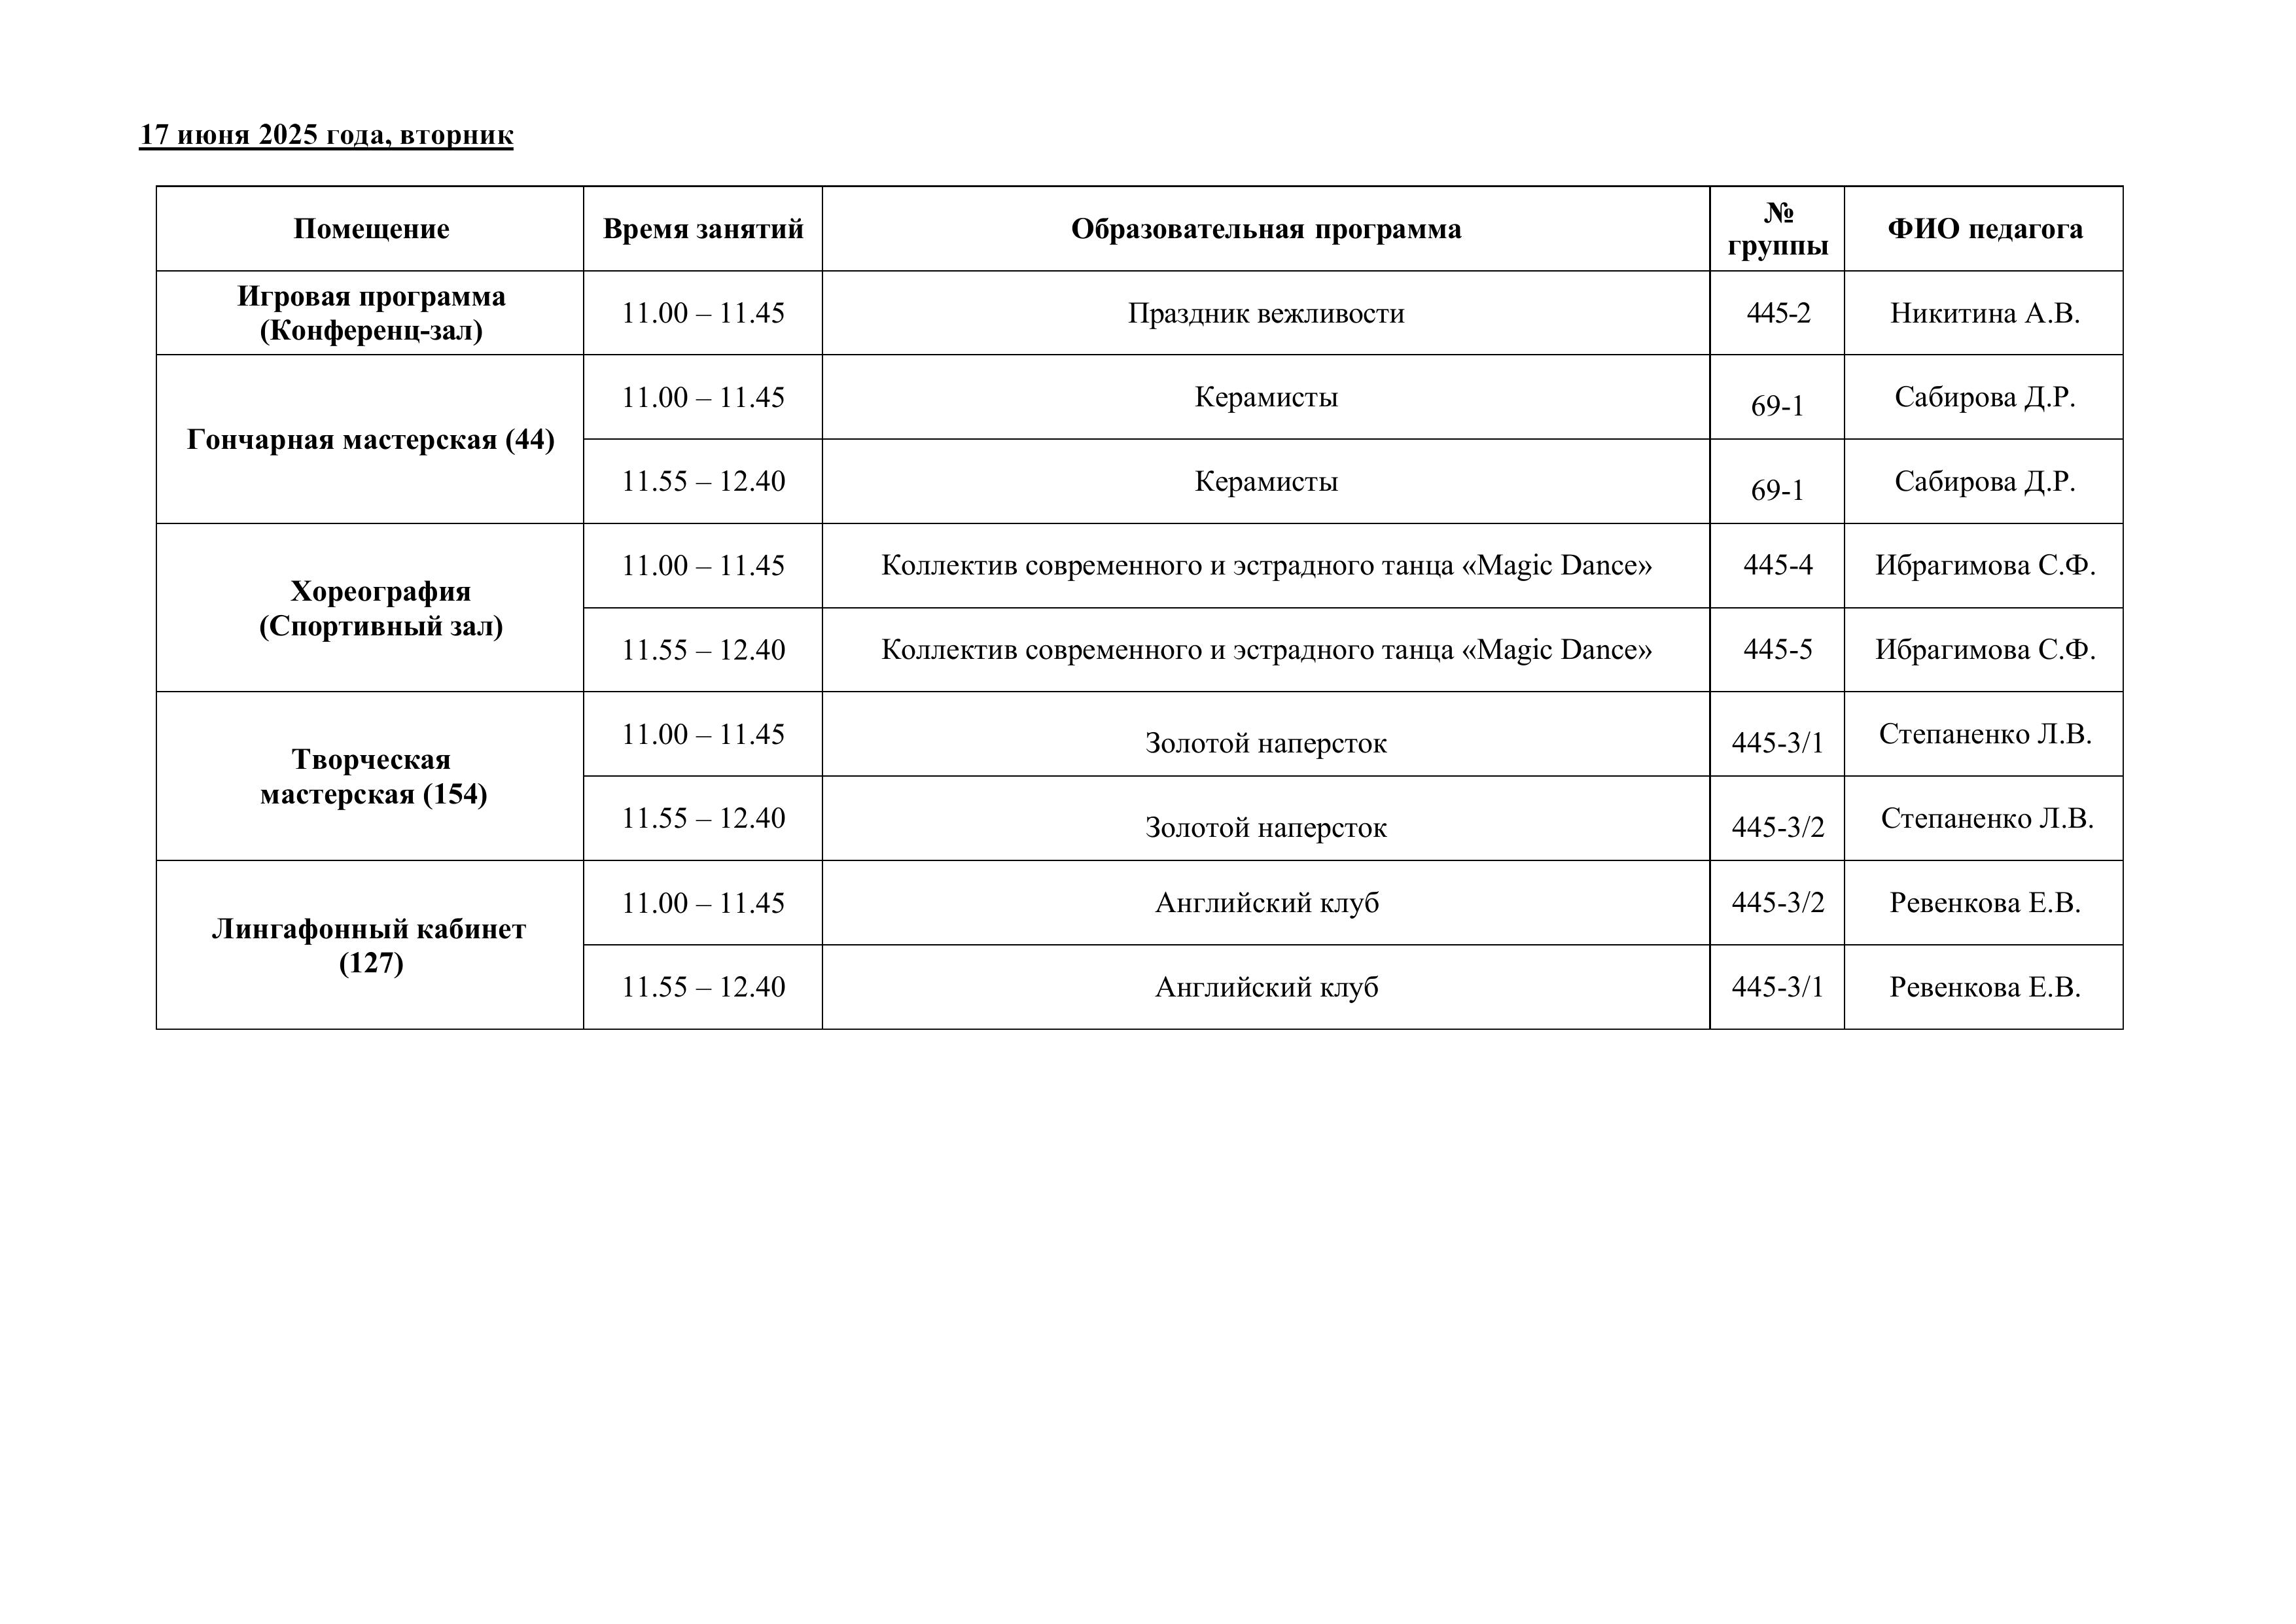 17 июня 2025 года, вторник
Помещение
Время занятий
Образовательная программа
№
группы
ФИО педагога
Игровая программа
(Конференц-зал)
11.00 – 11.45
Праздник вежливости
445-2
Никитина А.В.
Гончарная мастерская (44)
11.00 – 11.45
Керамисты
69-1
Сабирова Д.Р.
11.55 – 12.40
Керамисты
69-1
Сабирова Д.Р.
Хореография
(Спортивный зал)
11.00 – 11.45
Коллектив современного и эстрадного танца «Magic Dance»
445-4
Ибрагимова С.Ф.
11.55 – 12.40
Коллектив современного и эстрадного танца «Magic Dance»
445-5
Ибрагимова С.Ф.
Творческая
мастерская (154)
11.00 – 11.45
Золотой наперсток
445-3/1
Степаненко Л.В.
11.55 – 12.40
Золотой наперсток
445-3/2
Степаненко Л.В.
Лингафонный кабинет
(127)
11.00 – 11.45
Английский клуб
445-3/2
Ревенкова Е.В.
11.55 – 12.40
Английский клуб
445-3/1
Ревенкова Е.В.